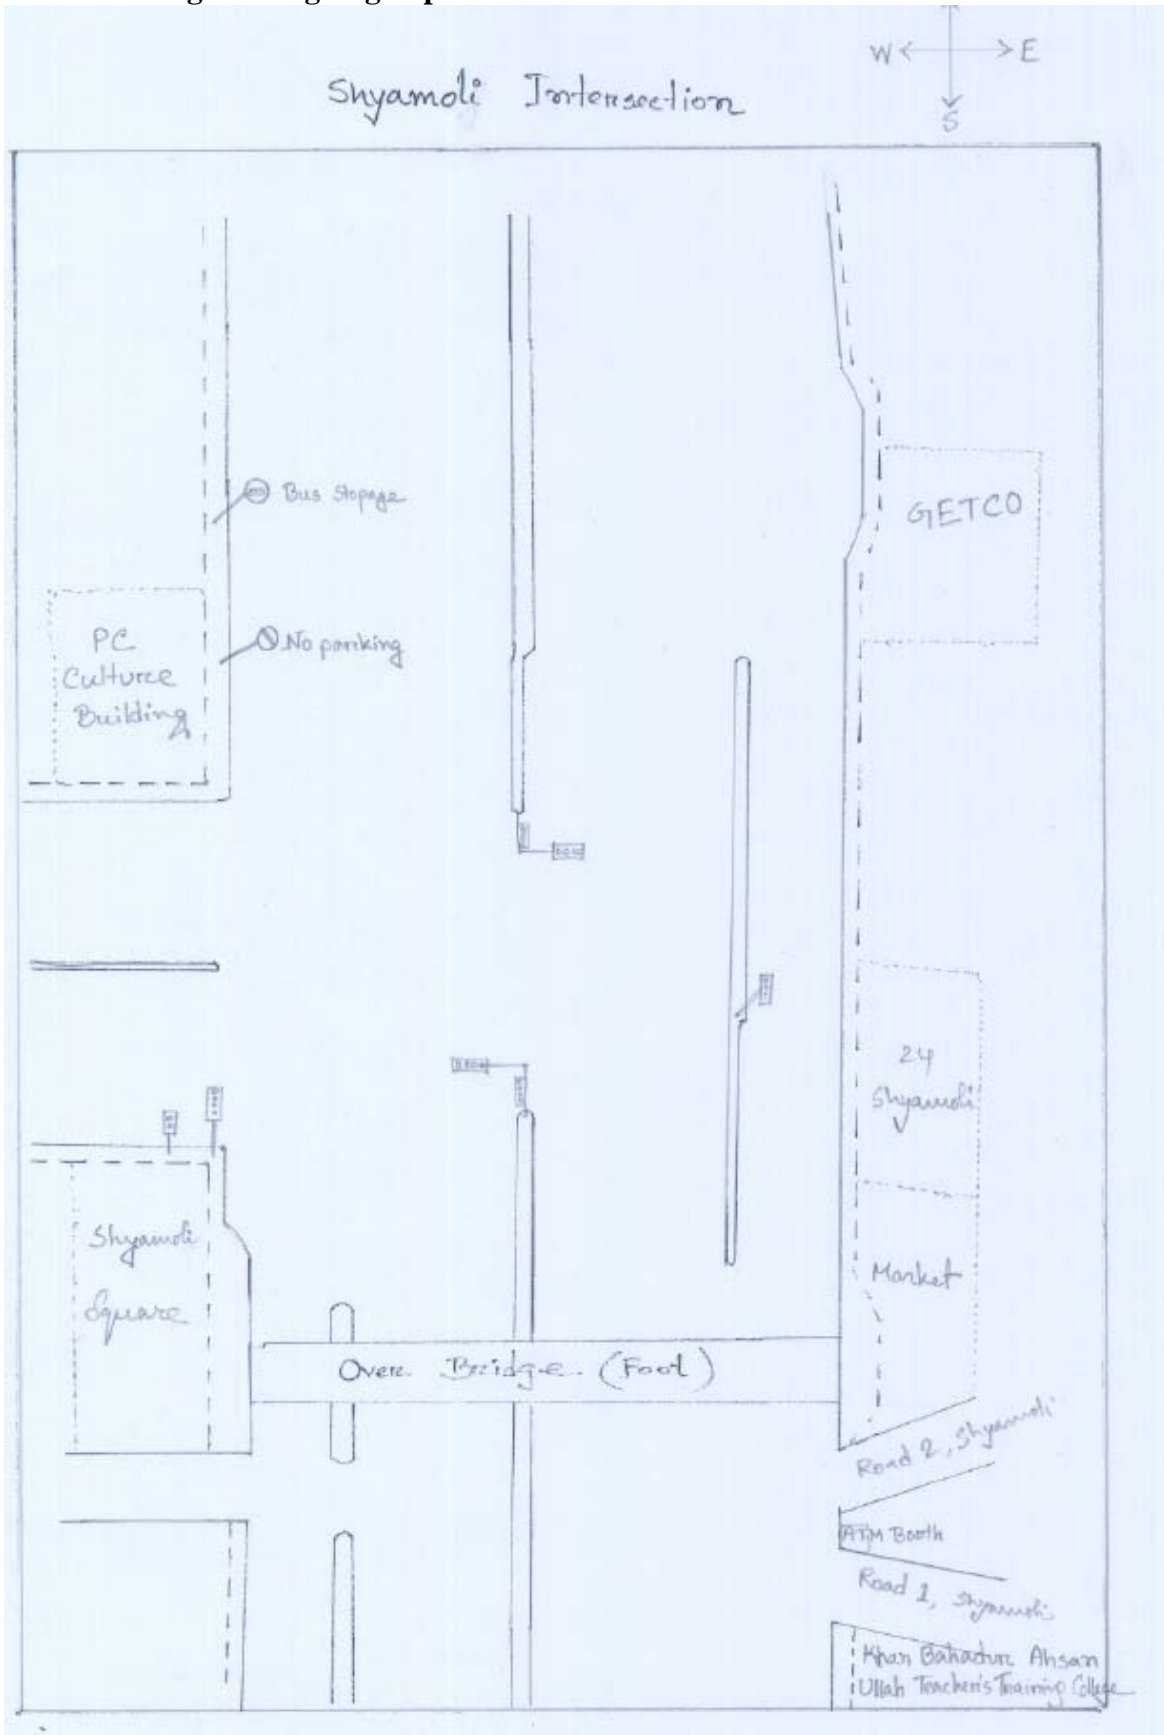 W E
S
Shyamoli Intersection
Bus Stopage
GETCO
PC
Culture
Building
No parking
24
Shyamoli
Shyamoli
Square
Market
Over Bridge (Foot)
Road 2, Shyamoli
ATM Booth
Road 1, Shyamoli
Khan Bahadur Ahsan
Ullah Teacher's Training College